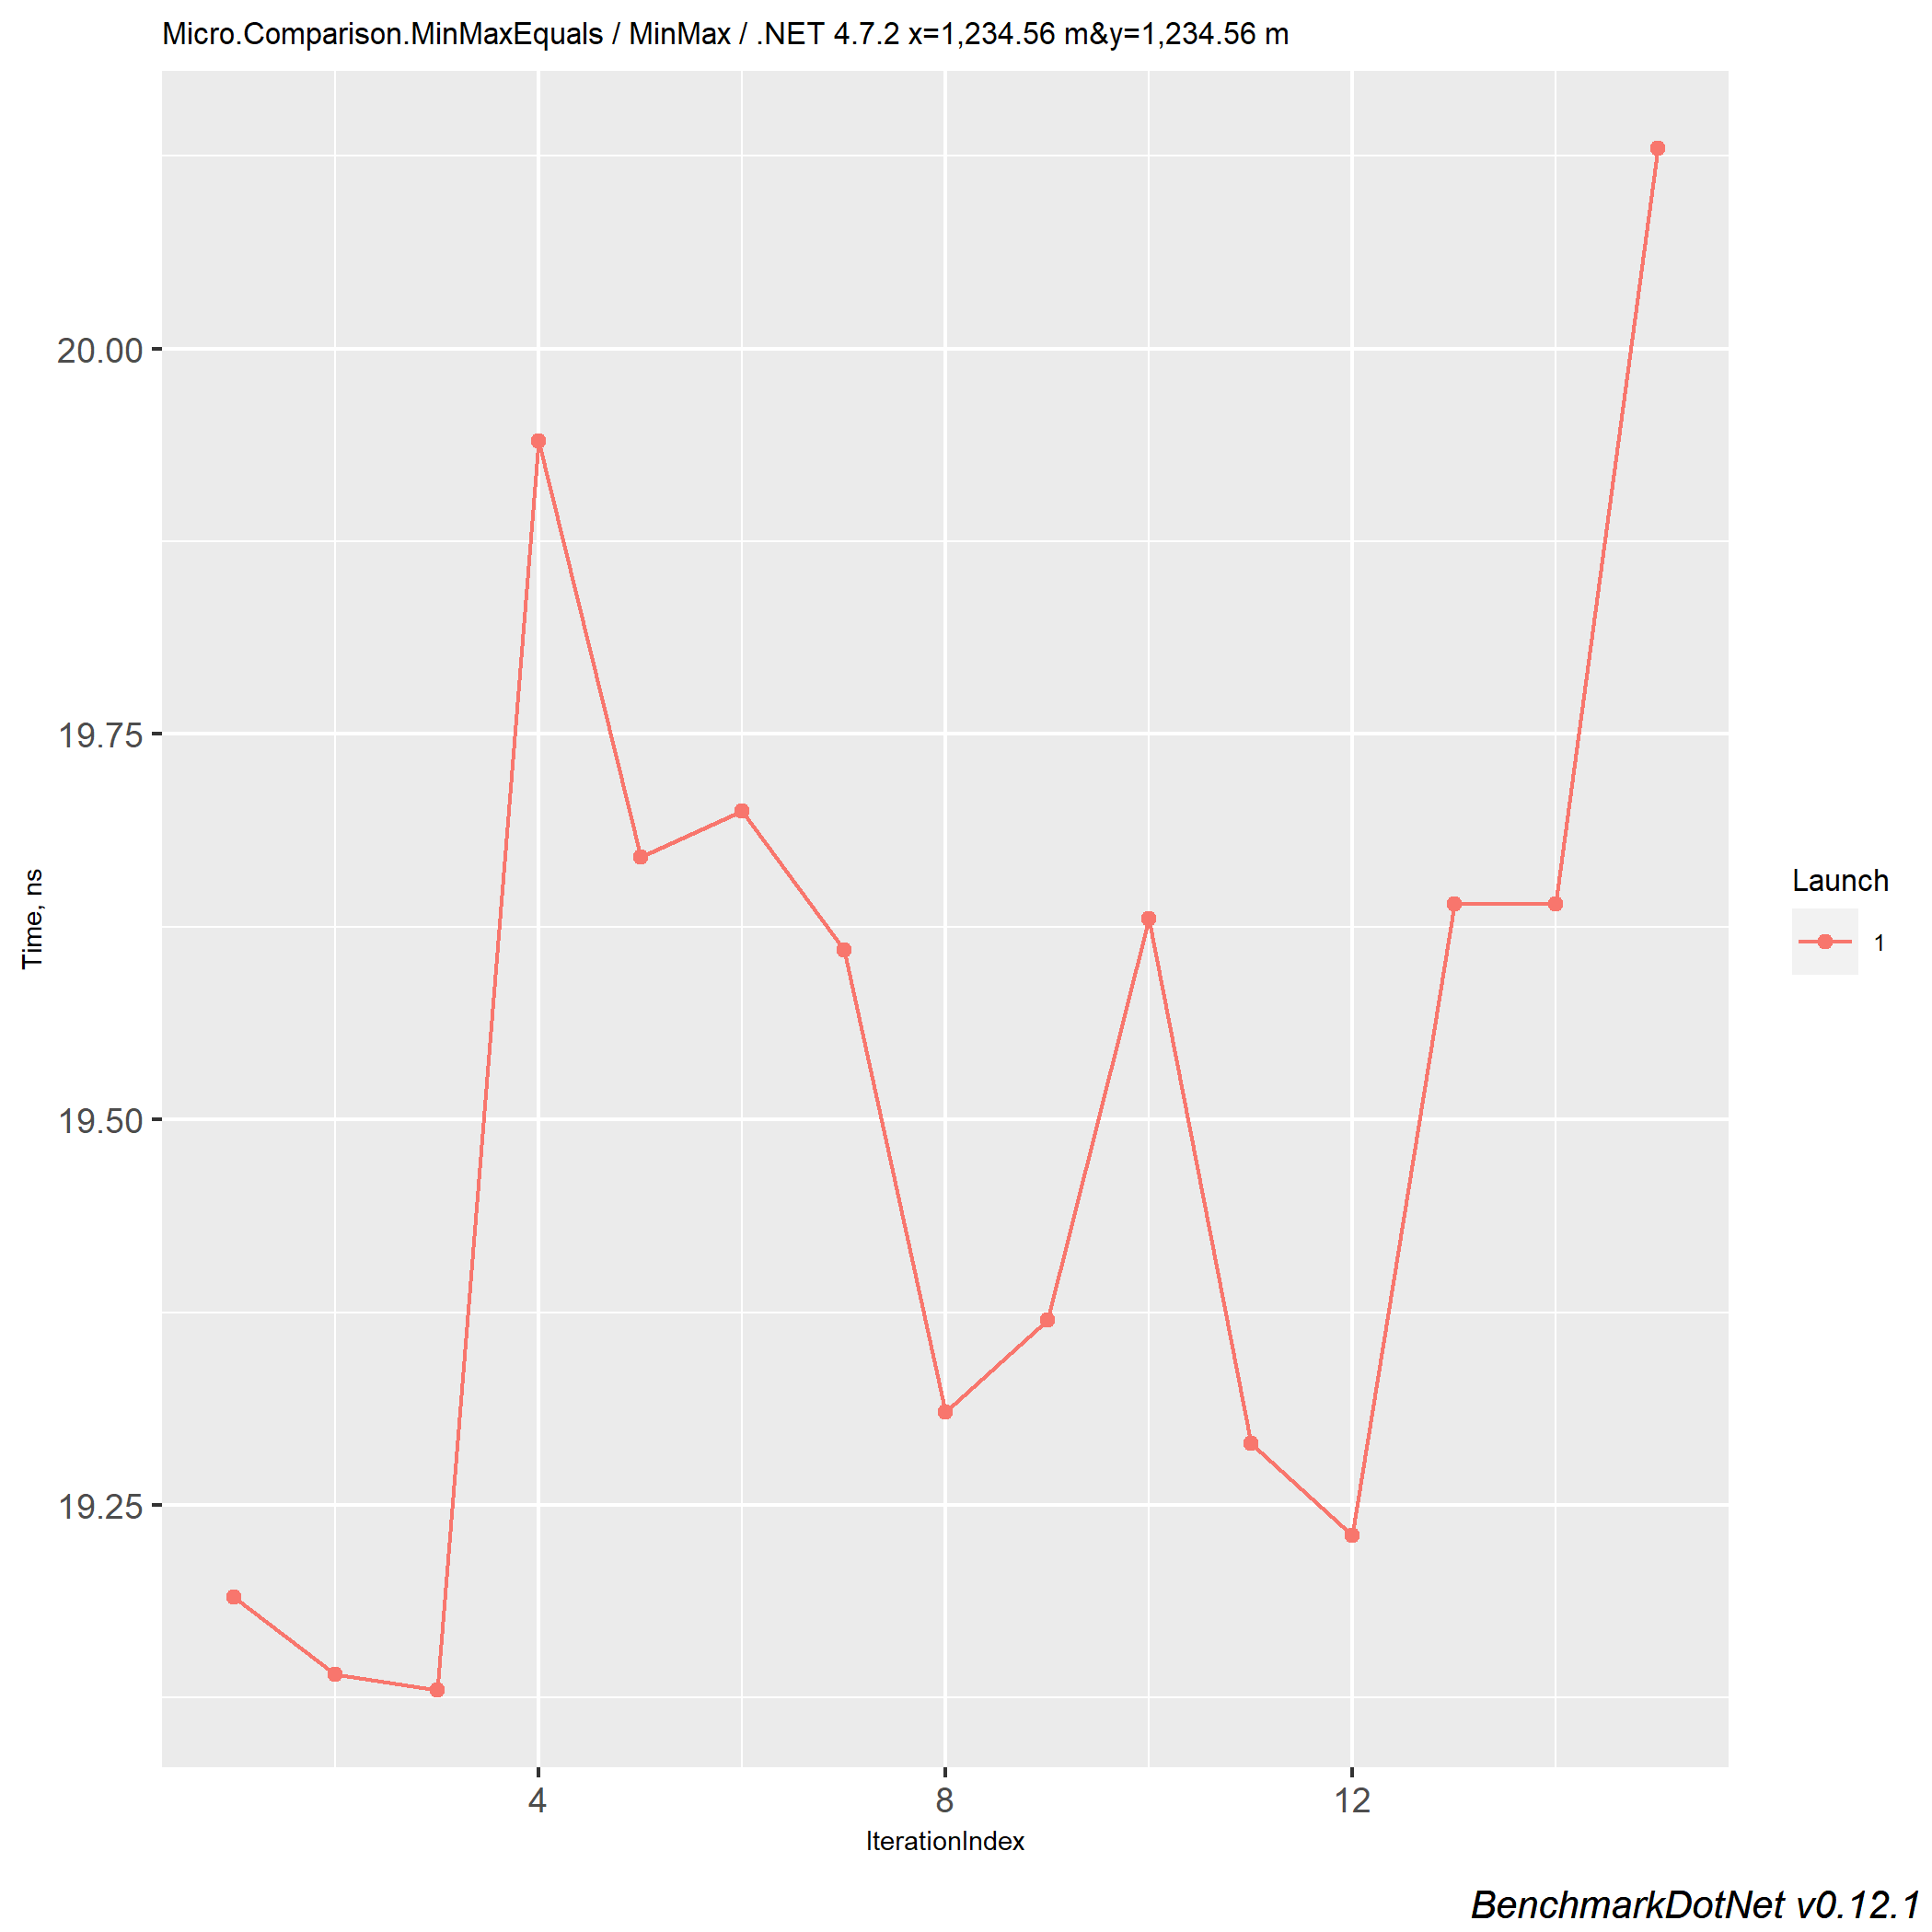 Micro.Comparison.MinMaxEquals / MinMax / .NET 4.7.2 x=1,234.56 m&y=1,234.56 m
20.00
19.75
19.50
19.25
Time, ns
4
8
12
IterationIndex
Launch
1
BenchmarkDotNet v0.12.1